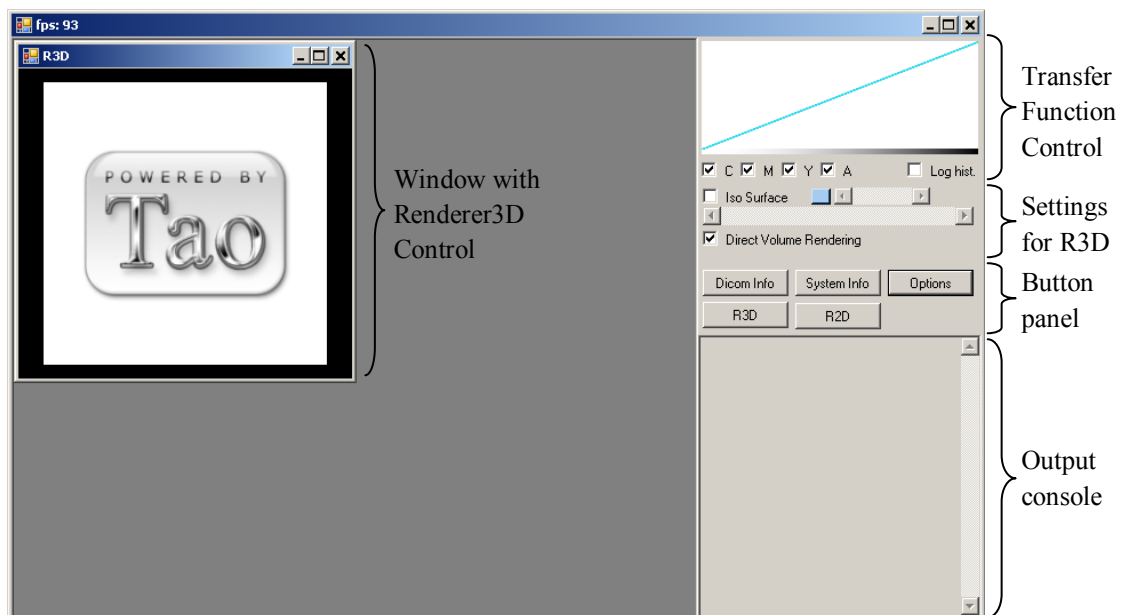 fps: 93
R3D
POWERED BY
Tao
Window with
Renderer3D
Control
C M Y A Log hist.
Iso Surface
Direct Volume Rendering
Dicom Info System Info Options
R3D R2D
Transfer
Function
Control
Settings
for R3D
Button
panel
Output
console